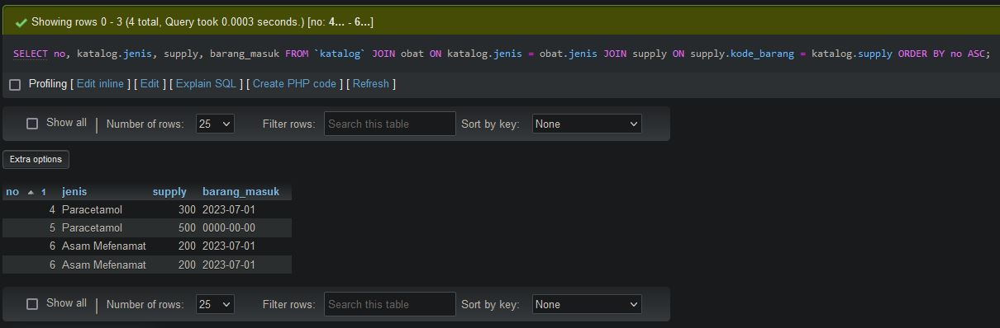 Showing rows 0 - 3 (4 total, Query took 0.0003 seconds.) [no: 4... - 6...]
SELECT no, katalog.jenis, supply, barang_masuk FROM `katalog` JOIN obat ON katalog.jenis = obat.jenis JOIN supply ON supply.kode_barang = katalog.supply ORDER BY no ASC;
Profiling [ Edit inline ] [ Edit ] [ Explain SQL ] [ Create PHP code ] [ Refresh ]
Show all | Number of rows: 25 Filter rows: Search this table Sort by key: None
Extra options
no 1 jenis supply barang_masuk
4 Paracetamol 300 2023-07-01
5 Paracetamol 500 0000-00-00
6 Asam Mefenamat 200 2023-07-01
6 Asam Mefenamat 200 2023-07-01
Show all | Number of rows: 25 Filter rows: Search this table Sort by key: None